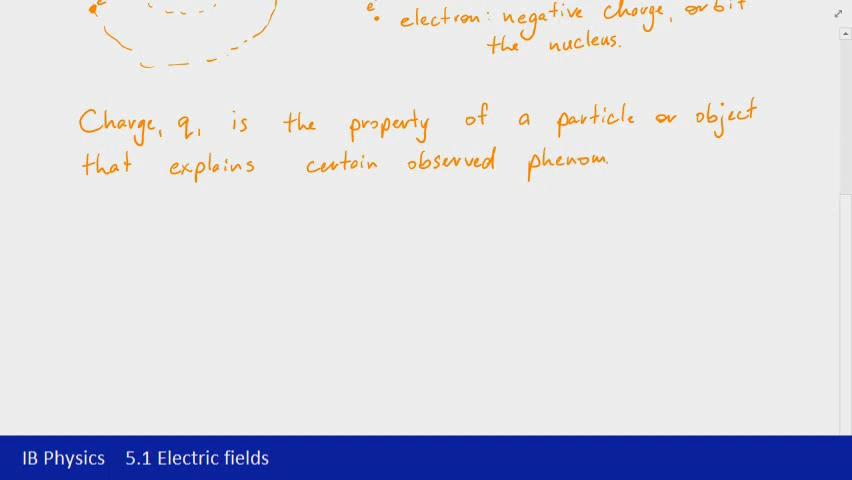 e⁻
e⁻
electron: negative charge, orbit
the nucleus.
Charge, q, is the property of a particle or object
that explains certain observed phenom.
IB Physics 5.1 Electric fields